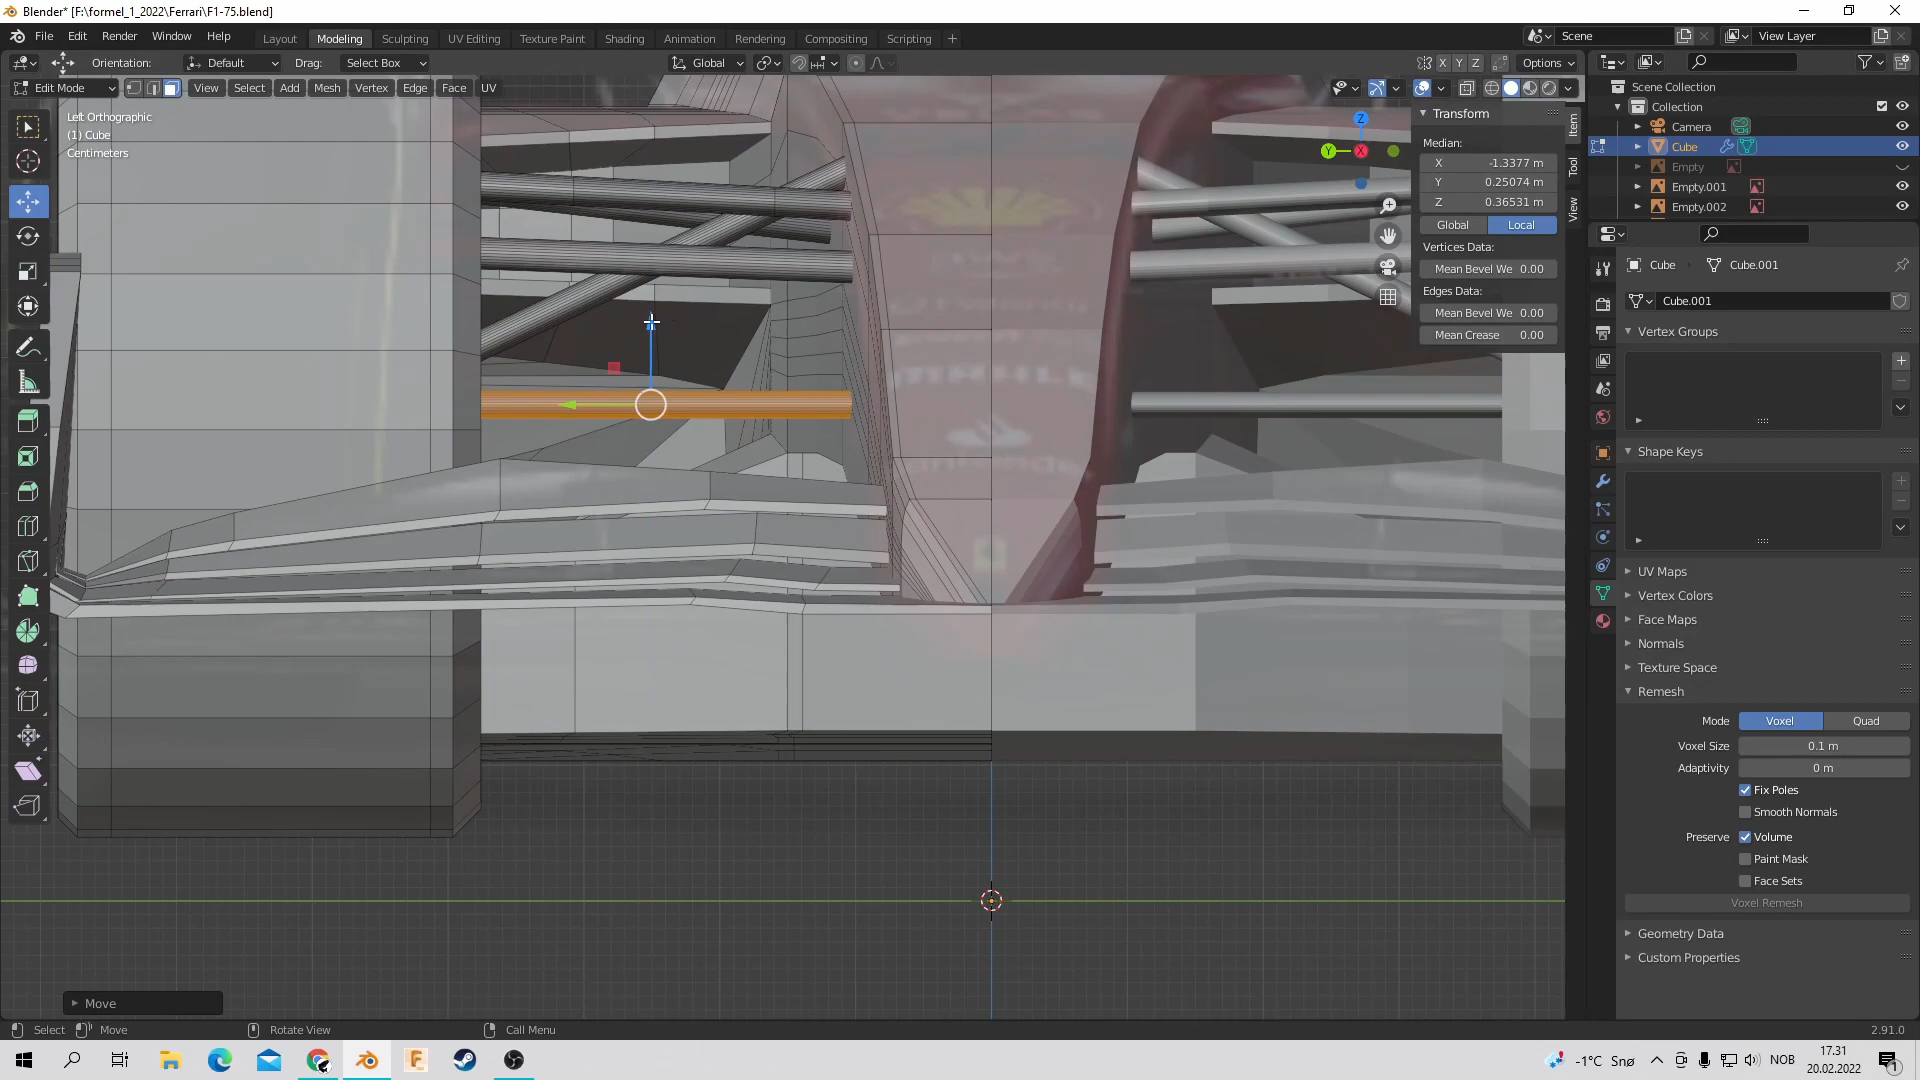 Blender* [F:\formel_1_2022\Ferrari\F1-75.blend]
File Edit Render Window Help
Layout Modeling Sculpting UV Editing Texture Paint Shading Animation Rendering Compositing Scripting
Scene
View Layer
Orientation: Default Drag: Select Box
Global
X Y Z
Options
Edit Mode
View Select Add Mesh Vertex Edge Face UV
Left Orthographic
(1) Cube
Centimeters
Z
Y
X
Transform
Median:
X -1.3377 m
Y 0.25074 m
Z 0.36531 m
Global Local
Vertices Data:
Mean Bevel We 0.00
Edges Data:
Mean Bevel We 0.00
Mean Crease 0.00
Item
Tool
View
Scene Collection
Collection
Camera
Cube
Empty
Empty.001
Empty.002
Cube Cube.001
Cube.001
Vertex Groups
Shape Keys
UV Maps
Vertex Colors
Face Maps
Normals
Texture Space
Remesh
Mode Voxel Quad
Voxel Size 0.1 m
Adaptivity 0 m
Fix Poles
Smooth Normals
Preserve Volume
Paint Mask
Face Sets
Voxel Remesh
Geometry Data
Custom Properties
Move
Select Move Rotate View Call Menu
2.91.0
-1°C Snø
NOB
17.31
20.02.2022
1